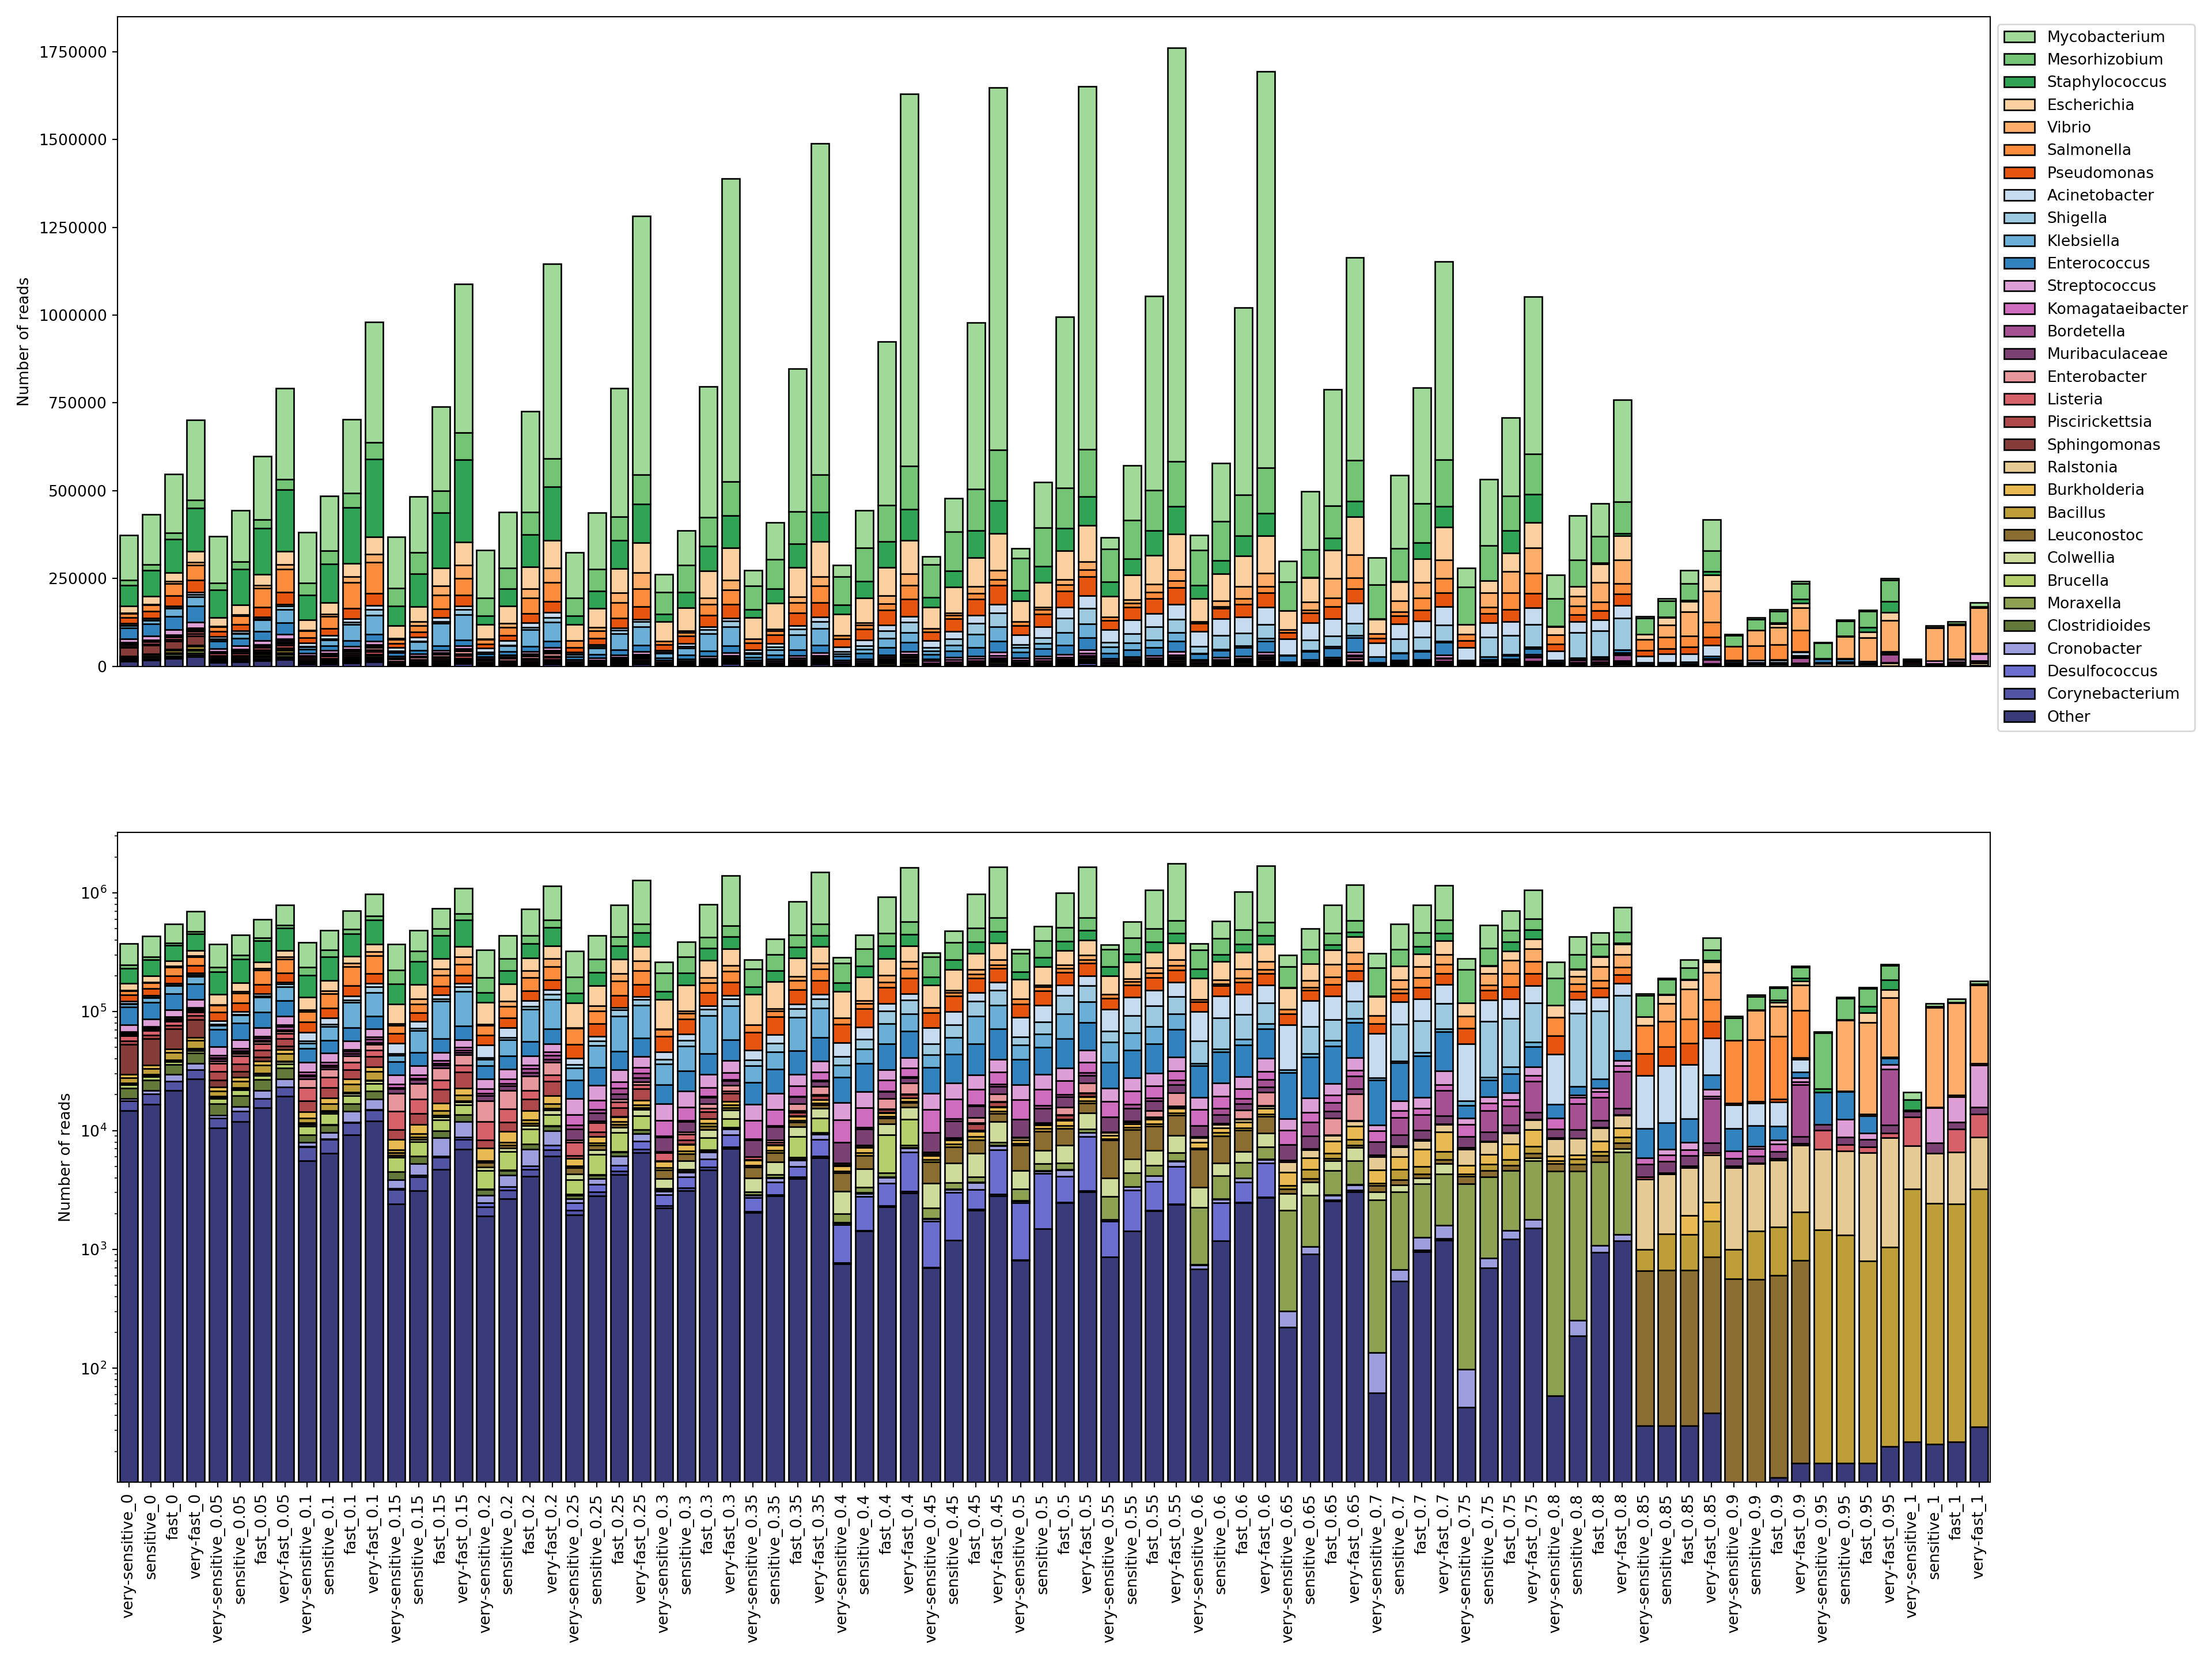 Number of reads
1750000
1500000
1250000
1000000
750000
500000
250000
0
Mycobacterium
Mesorhizobium
Staphylococcus
Escherichia
Vibrio
Salmonella
Pseudomonas
Acinetobacter
Shigella
Klebsiella
Enterococcus
Streptococcus
Komagataeibacter
Bordetella
Muribaculaceae
Enterobacter
Listeria
Piscirickettsia
Sphingomonas
Ralstonia
Burkholderia
Bacillus
Leuconostoc
Colwellia
Brucella
Moraxella
Clostridioides
Cronobacter
Desulfococcus
Corynebacterium
Other
Number of reads
10^6
10^5
10^4
10^3
10^2
very-sensitive_0
sensitive_0
fast_0
very-fast_0
very-sensitive_0.05
sensitive_0.05
fast_0.05
very-fast_0.05
very-sensitive_0.1
sensitive_0.1
fast_0.1
very-fast_0.1
very-sensitive_0.15
sensitive_0.15
fast_0.15
very-fast_0.15
very-sensitive_0.2
sensitive_0.2
fast_0.2
very-fast_0.2
very-sensitive_0.25
sensitive_0.25
fast_0.25
very-fast_0.25
very-sensitive_0.3
sensitive_0.3
fast_0.3
very-fast_0.3
very-sensitive_0.35
sensitive_0.35
fast_0.35
very-fast_0.35
very-sensitive_0.4
sensitive_0.4
fast_0.4
very-fast_0.4
very-sensitive_0.45
sensitive_0.45
fast_0.45
very-fast_0.45
very-sensitive_0.5
sensitive_0.5
fast_0.5
very-fast_0.5
very-sensitive_0.55
sensitive_0.55
fast_0.55
very-fast_0.55
very-sensitive_0.6
sensitive_0.6
fast_0.6
very-fast_0.6
very-sensitive_0.65
sensitive_0.65
fast_0.65
very-fast_0.65
very-sensitive_0.7
sensitive_0.7
fast_0.7
very-fast_0.7
very-sensitive_0.75
sensitive_0.75
fast_0.75
very-fast_0.75
very-sensitive_0.8
sensitive_0.8
fast_0.8
very-fast_0.8
very-sensitive_0.85
sensitive_0.85
fast_0.85
very-fast_0.85
very-sensitive_0.9
sensitive_0.9
fast_0.9
very-fast_0.9
very-sensitive_0.95
sensitive_0.95
fast_0.95
very-fast_0.95
very-sensitive_1
sensitive_1
fast_1
very-fast_1